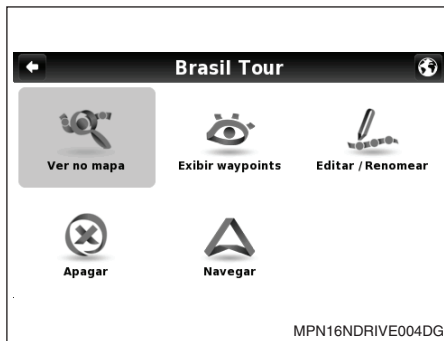 Brasil Tour
Ver no mapa
Exibir waypoints
Editar / Renomear
Apagar
Navegar
MPN16NDRIVE004DG